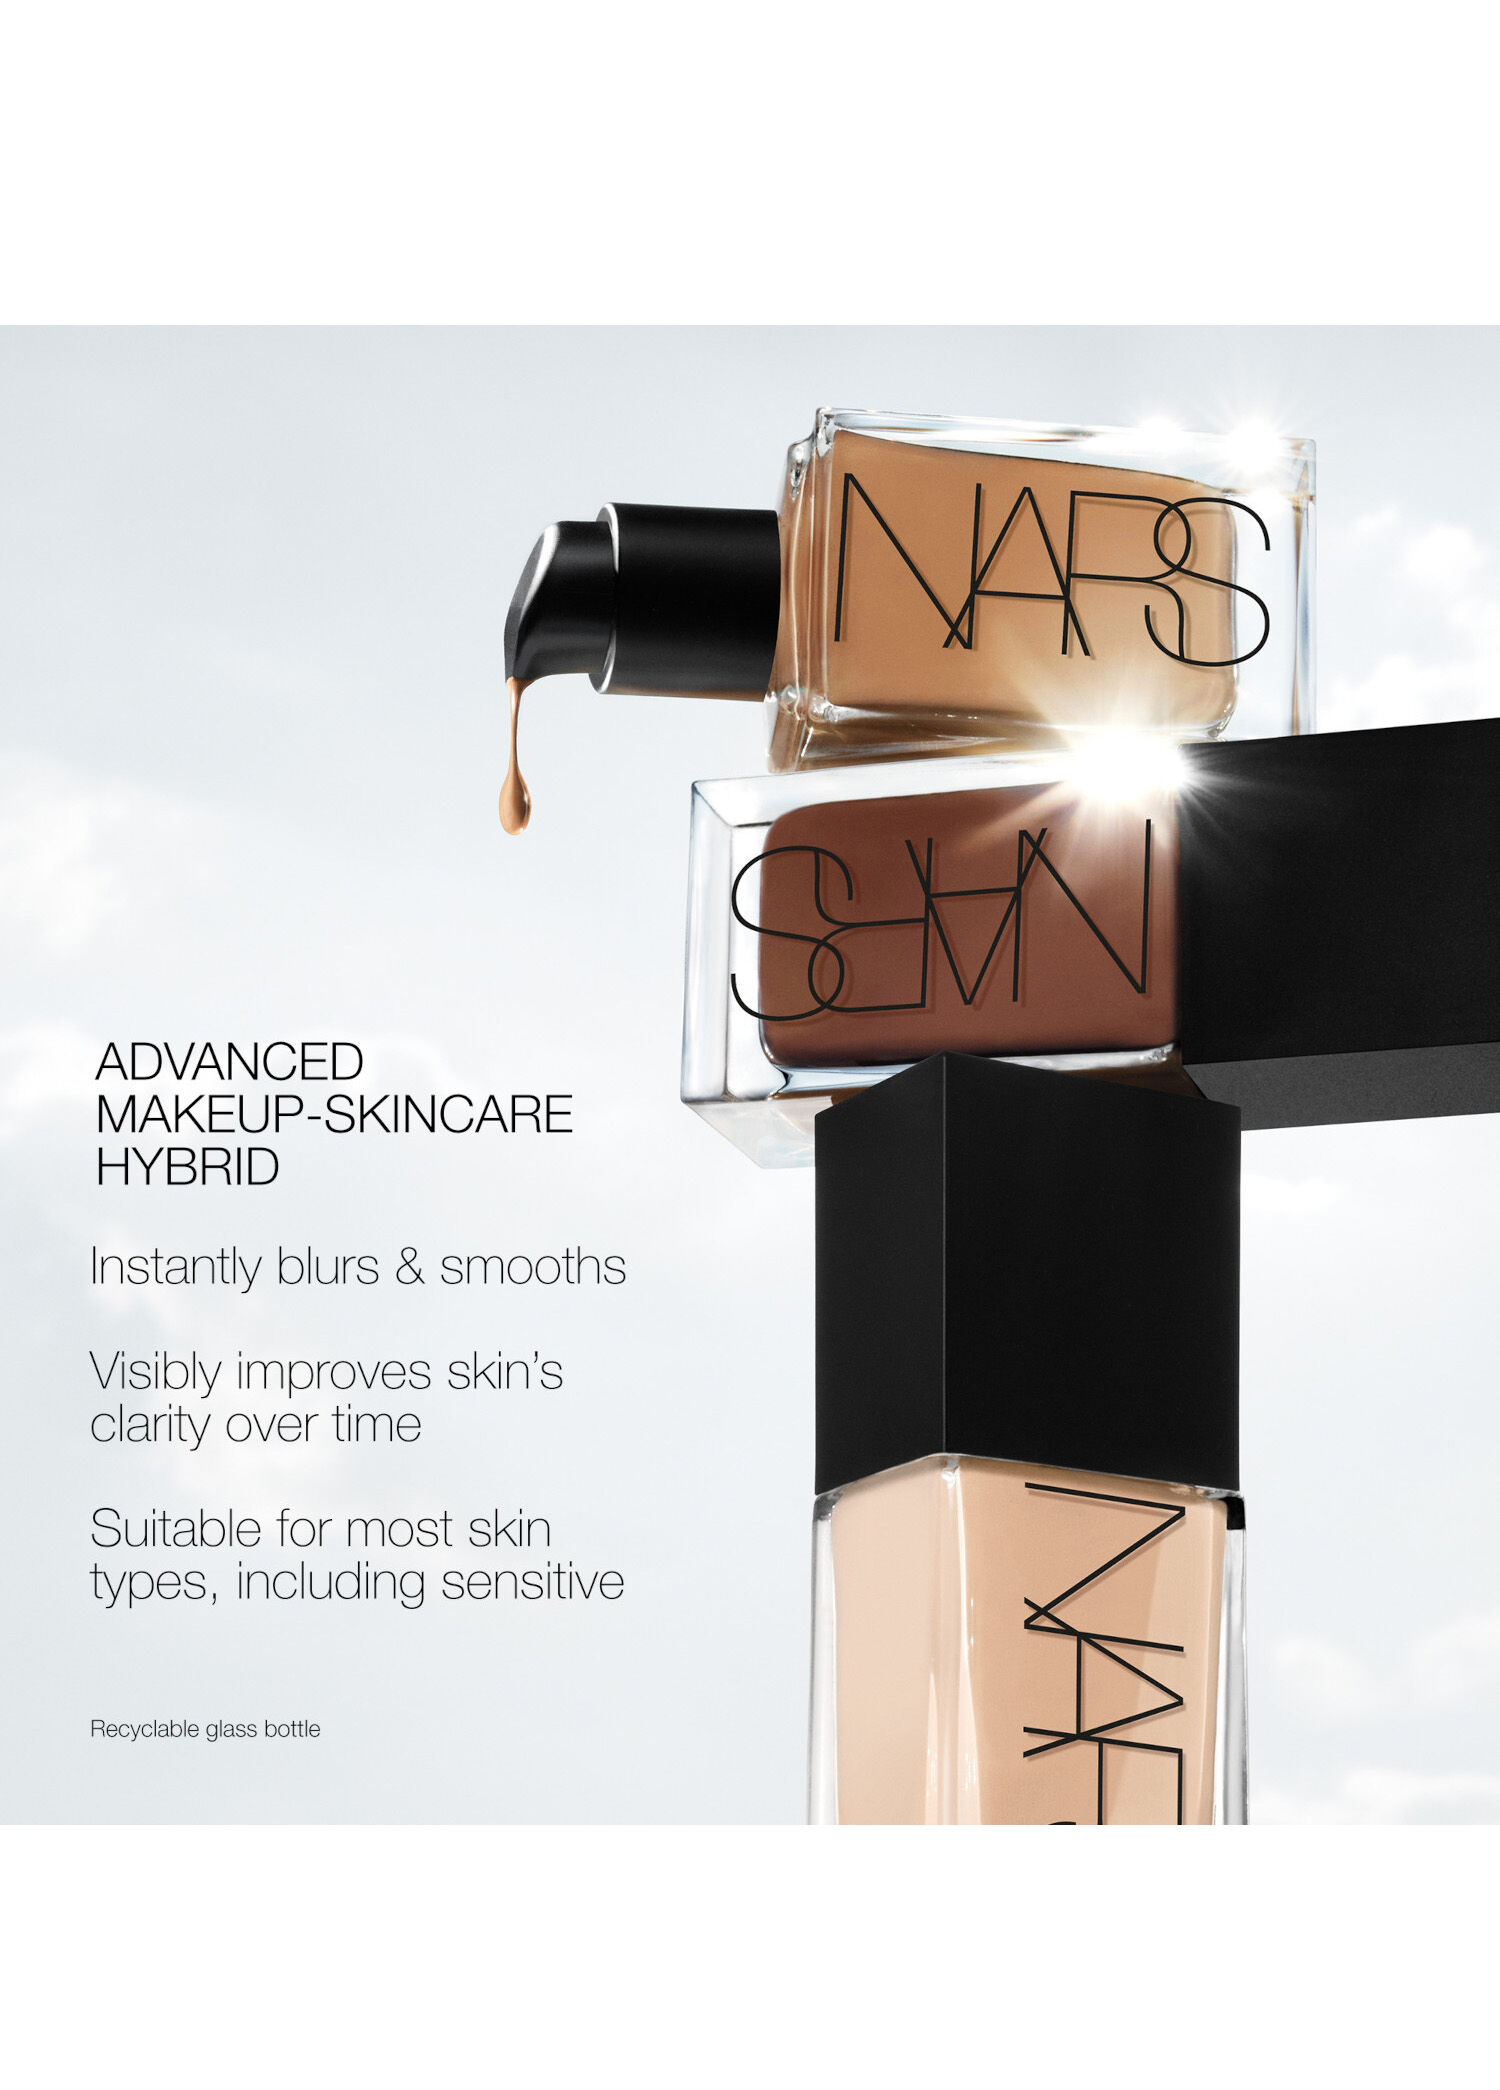 NARS
NARS
ADVANCED
MAKEUP-SKINCARE
HYBRID
Instantly blurs & smooths
Visibly improves skin's
clarity over time
Suitable for most skin
types, including sensitive
NARS
Recyclable glass bottle